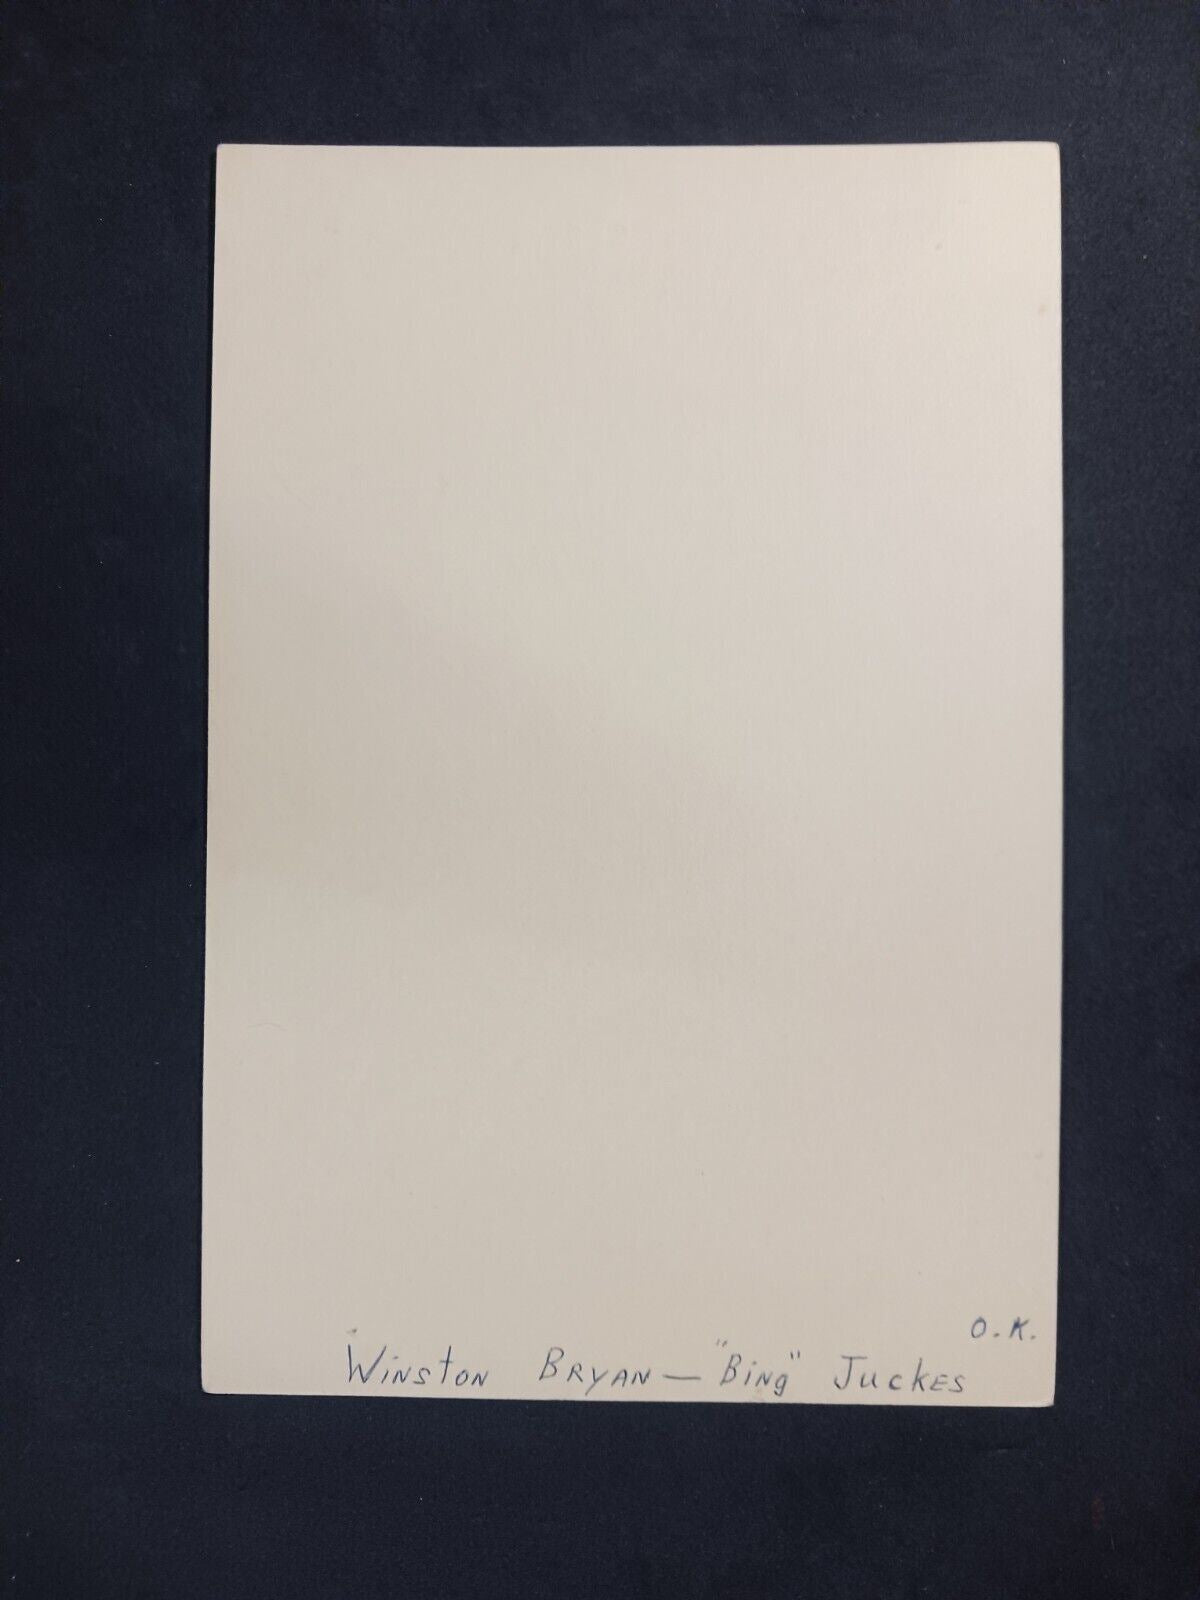 O.K.
Winston Bryan — "Bing" Juckes